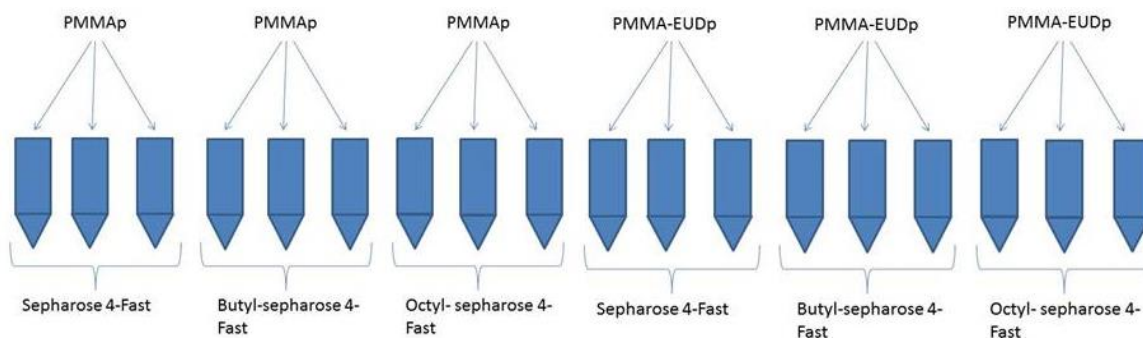 PMMAp PMMAp PMMAp PMMA-EUDp PMMA-EUDp PMMA-EUDp
Sepharose 4-Fast
Butyl-sepharose 4-
Fast
Octyl- sepharose 4-
Fast
Sepharose 4-Fast
Butyl-sepharose 4-
Fast
Octyl- sepharose 4-
Fast